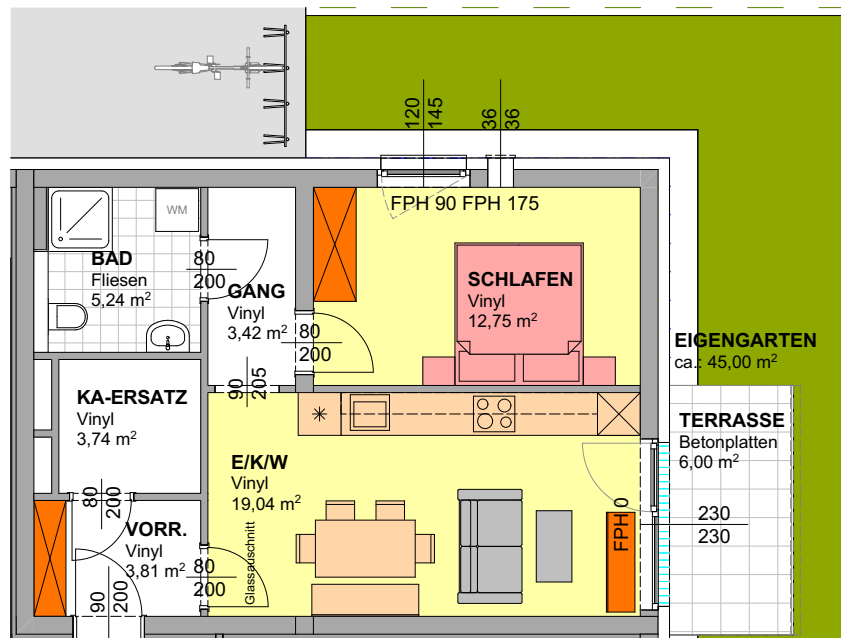 120
145
36
36
WM
FPH 90 FPH 175
BAD
Fliesen
5,24 m²
80
200
GANG
Vinyl
3,42 m²
80
200
SCHLAFEN
Vinyl
12,75 m²
EIGENGARTEN
ca.: 45,00 m²
90
205
KA-ERSATZ
Vinyl
3,74 m²
TERRASSE
Betonplatten
6,00 m²
E/K/W
Vinyl
19,04 m²
80
200
VORR.
Vinyl
3,81 m²
Glassauschnitt
80
200
FPH 0
230
230
90
200